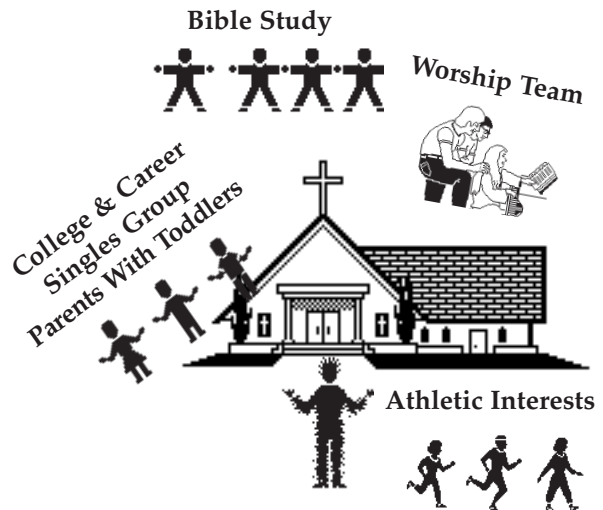 Bible Study
Worship Team
College & Career
Singles Group
Parents With Toddlers
Athletic Interests